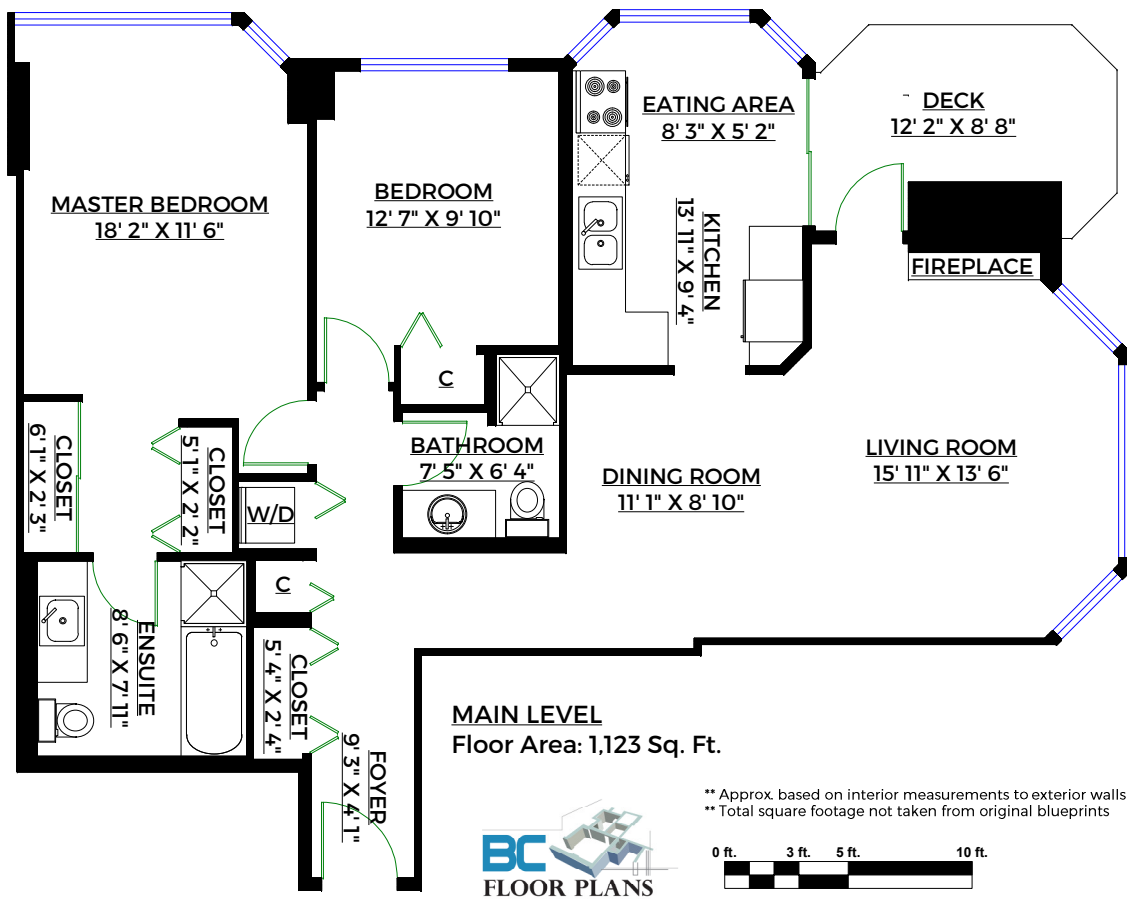 EATING AREA
8' 3" X 5' 2"
DECK
12' 2" X 8' 8"
MASTER BEDROOM
18' 2" X 11' 6"
BEDROOM
12' 7" X 9' 10"
KITCHEN
13' 11" X 9' 4"
FIREPLACE
C
CLOSET
6' 1" X 2' 3"
CLOSET
5' 1" X 2' 2"
BATHROOM
7' 5" X 6' 4"
LIVING ROOM
15' 11" X 13' 6"
DINING ROOM
11' 1" X 8' 10"
W/D
C
ENSUITE
8' 6" X 7' 11"
CLOSET
5' 4" X 2' 4"
FOYER
9' 3" X 4' 1"
MAIN LEVEL
Floor Area: 1,123 Sq. Ft.
** Approx. based on interior measurements to exterior walls
** Total square footage not taken from original blueprints
0 ft. 3 ft. 5 ft. 10 ft.
BC
FLOOR PLANS